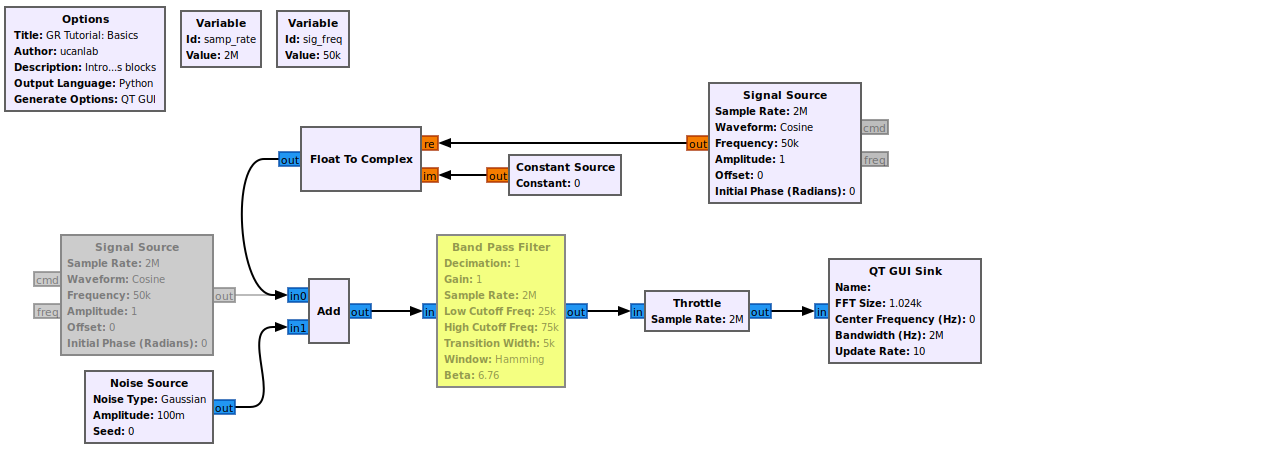 Options
Title: GR Tutorial: Basics
Author: ucanlab
Description: Intro...s blocks
Output Language: Python
Generate Options: QT GUI
Variable
Id: samp_rate
Value: 2M
Variable
Id: sig_freq
Value: 50k
Signal Source
Sample Rate: 2M
Waveform: Cosine
Frequency: 50k
Amplitude: 1
Offset: 0
Initial Phase (Radians): 0
out
cmd
freq
Float To Complex
out
re
im
Constant Source
Constant: 0
out
Signal Source
Sample Rate: 2M
Waveform: Cosine
Frequency: 50k
Amplitude: 1
Offset: 0
Initial Phase (Radians): 0
cmd
freq
out
Noise Source
Noise Type: Gaussian
Amplitude: 100m
Seed: 0
out
Add
in0
in1
out
Band Pass Filter
Decimation: 1
Gain: 1
Sample Rate: 2M
Low Cutoff Freq: 25k
High Cutoff Freq: 75k
Transition Width: 5k
Window: Hamming
Beta: 6.76
in
out
Throttle
Sample Rate: 2M
in
out
QT GUI Sink
Name:
FFT Size: 1.024k
Center Frequency (Hz): 0
Bandwidth (Hz): 2M
Update Rate: 10
in